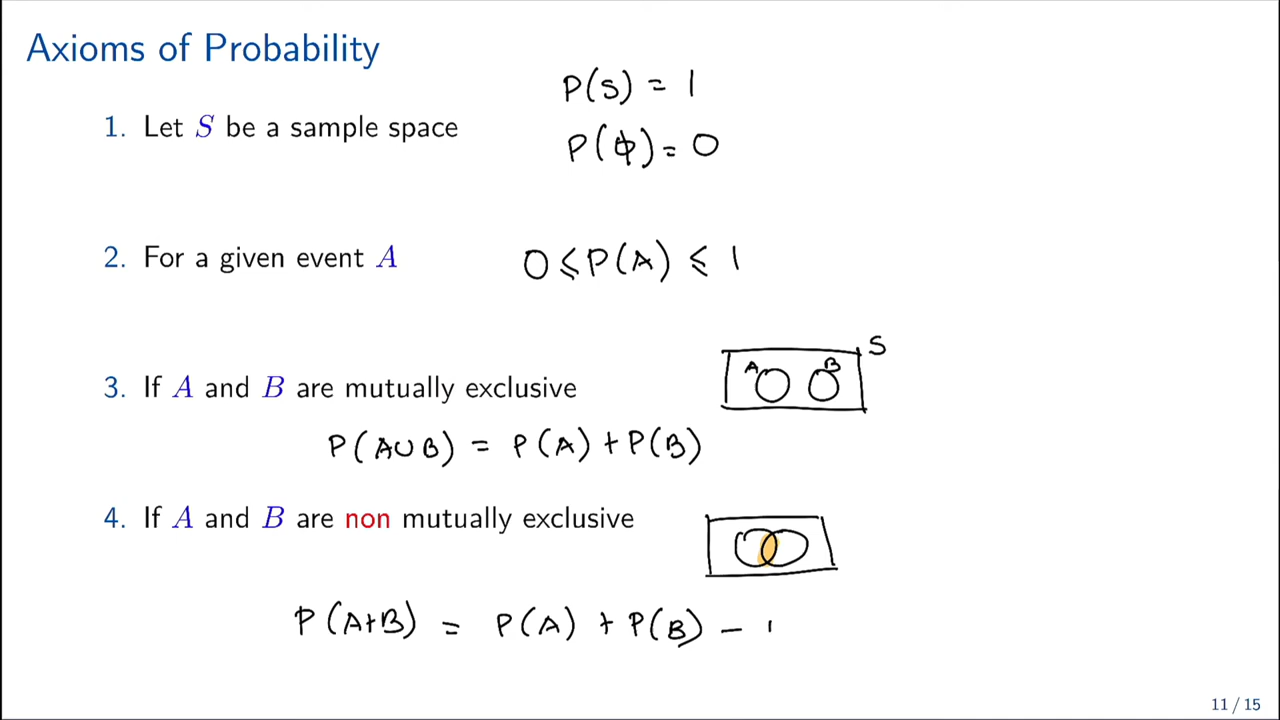 Axioms of Probability
P(S) = 1
1. Let S be a sample space
P(ϕ) = 0
2. For a given event A
0 ⩽ P(A) ⩽ 1
S
A B
3. If A and B are mutually exclusive
P(A∪B) = P(A) + P(B)
4. If A and B are non mutually exclusive
P(A+B) = P(A) + P(B) - 
11 / 15